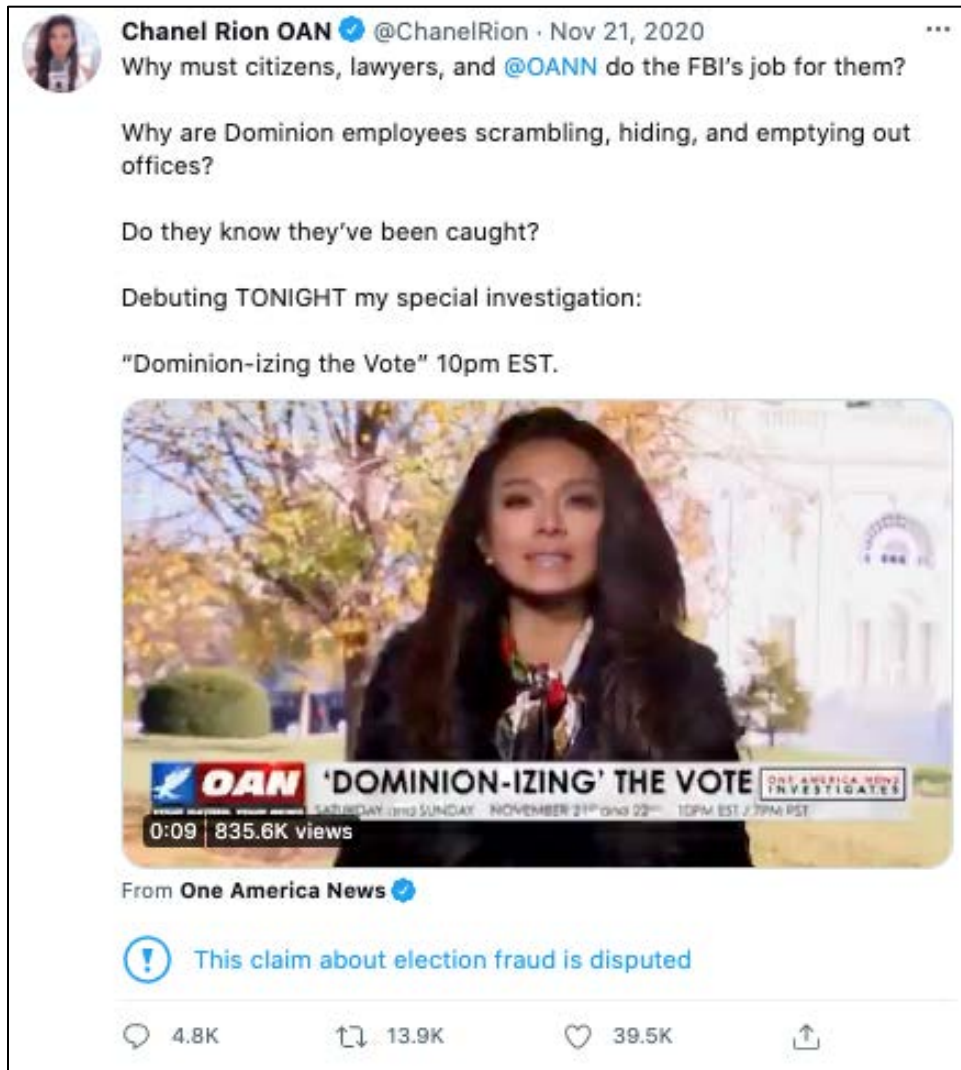 Chanel Rion OAN @ChanelRion · Nov 21, 2020
Why must citizens, lawyers, and @OANN do the FBI's job for them?
Why are Dominion employees scrambling, hiding, and emptying out
offices?
Do they know they've been caught?
Debuting TONIGHT my special investigation:
“Dominion-izing the Vote” 10pm EST.
OAN 'DOMINION-IZING' THE VOTE ONE AMERICA NEWS
INVESTIGATES
SATURDAY and SUNDAY NOVEMBER 21ST and 22ND 10PM EST / 7PM PST
0:09 835.6K views
From One America News
This claim about election fraud is disputed
4.8K 13.9K 39.5K